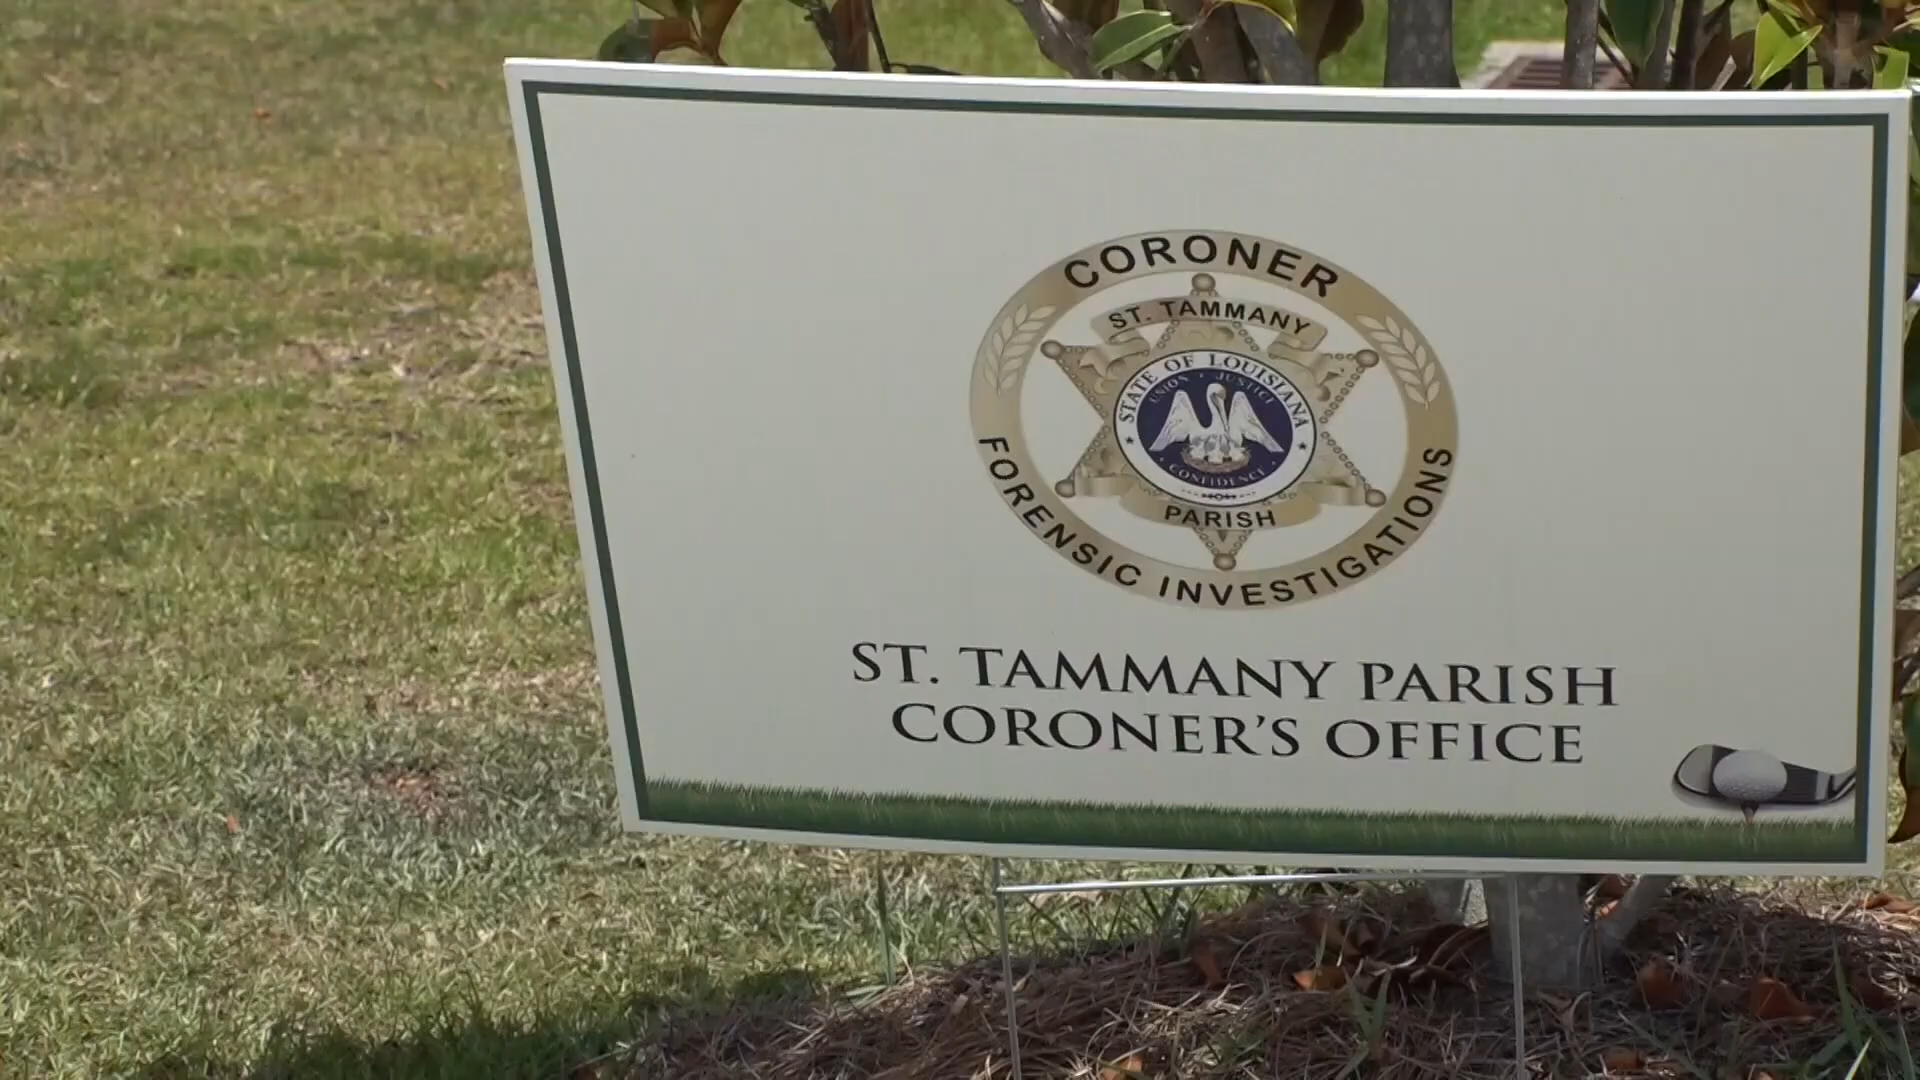 CORONER
ST. TAMMANY
STATE OF LOUISIANA
UNION · JUSTICE
CONFIDENCE
PARISH
FORENSIC INVESTIGATIONS
ST. TAMMANY PARISH
CORONER'S OFFICE